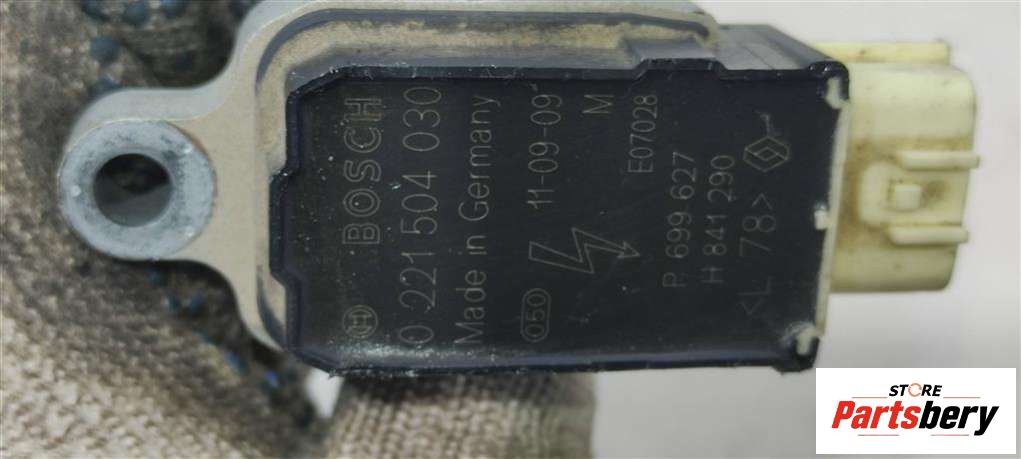 BOSCH
0 221 504 030
Made in Germany
050 11-09-09
M
E07028
P. 699 627
H 841 290
<L 78>
STORE
Partsbery